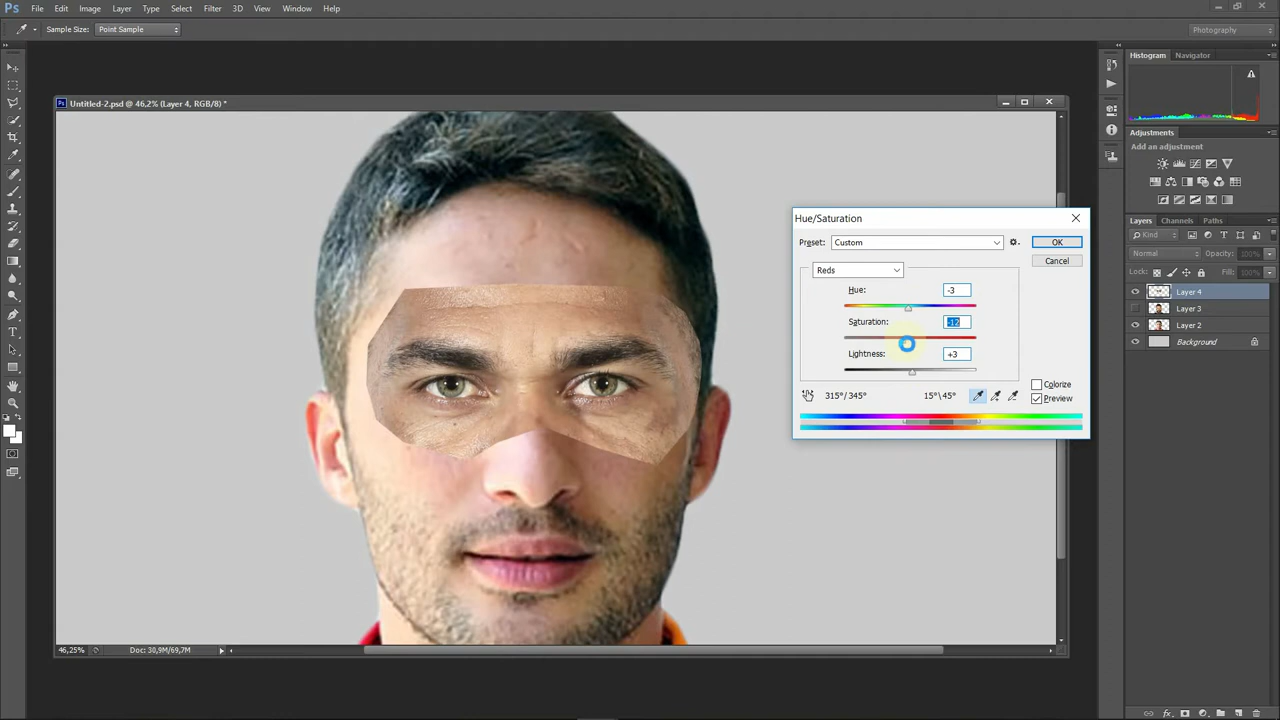 Ps File Edit Image Layer Type Select Filter 3D View Window Help
Sample Size: Point Sample Photography
Histogram Navigator
Untitled-2.psd @ 46,2% (Layer 4, RGB/8) *
Adjustments
Add an adjustment
Hue/Saturation
Preset: Custom OK
Cancel
Reds
Hue: -3
Saturation: -12
Lightness: +3
Colorize
315°/ 345° 15°\ 45° Preview
Layers Channels Paths
Kind
Normal Opacity: 100%
Lock: Fill: 100%
Layer 4
Layer 3
Layer 2
Background
46,25% Doc: 30,9M/69,7M